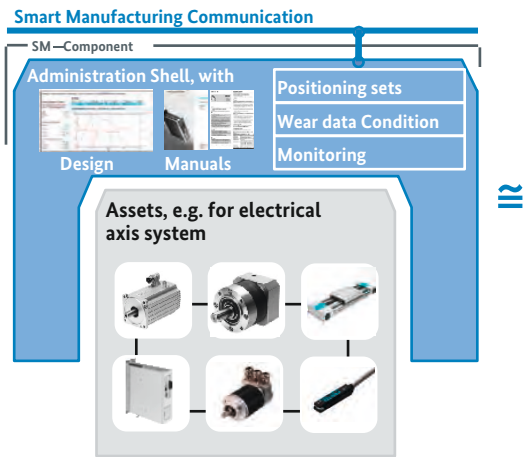 Smart Manufacturing Communication
SM—Component
Administration Shell, with
Positioning sets
Wear data Condition
Monitoring
Design
Manuals
≅
Assets, e.g. for electrical
axis system